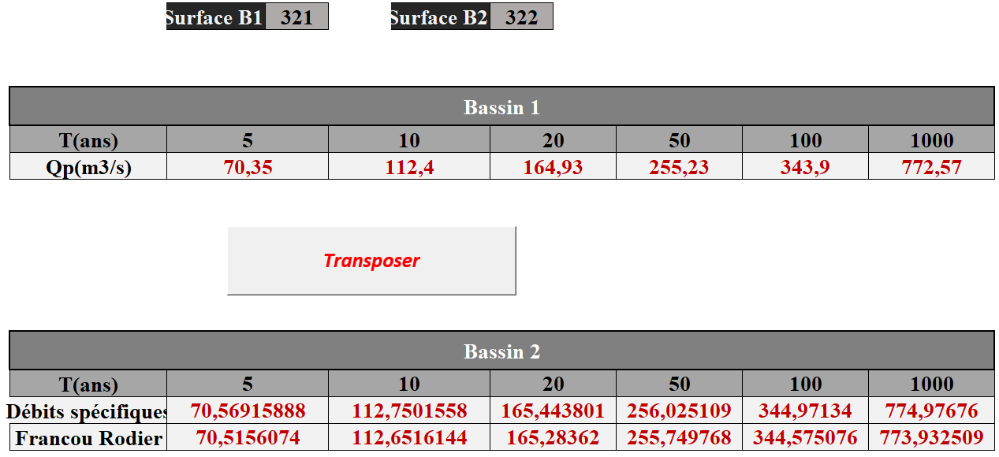 Surface B1 321 Surface B2 322
Bassin 1
T(ans) 5 10 20 50 100 1000
Qp(m3/s) 70,35 112,4 164,93 255,23 343,9 772,57
Transposer
Bassin 2
T(ans) 5 10 20 50 100 1000
Débits spécifiques 70,56915888 112,7501558 165,443801 256,025109 344,97134 774,97676
Francou Rodier 70,5156074 112,6516144 165,28362 255,749768 344,575076 773,932509